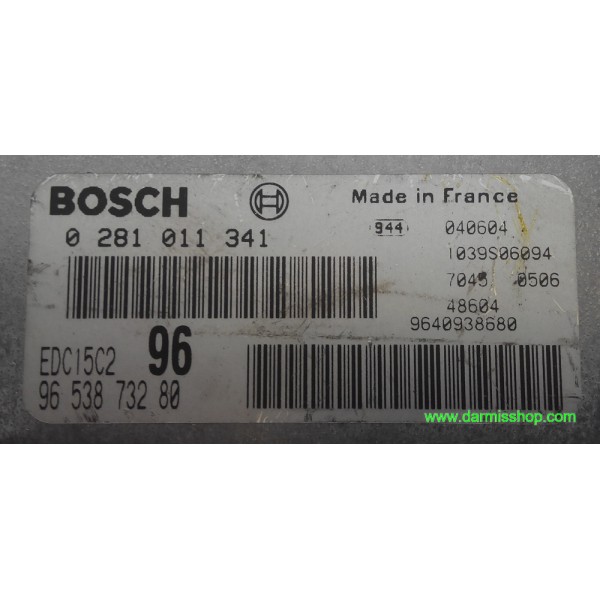 BOSCH
Made in France
0 281 011 341
944 040604
1039S06094
7045 0506
48604
9640938680
EDC15C2 96
96 538 732 80
www.darmisshop.com